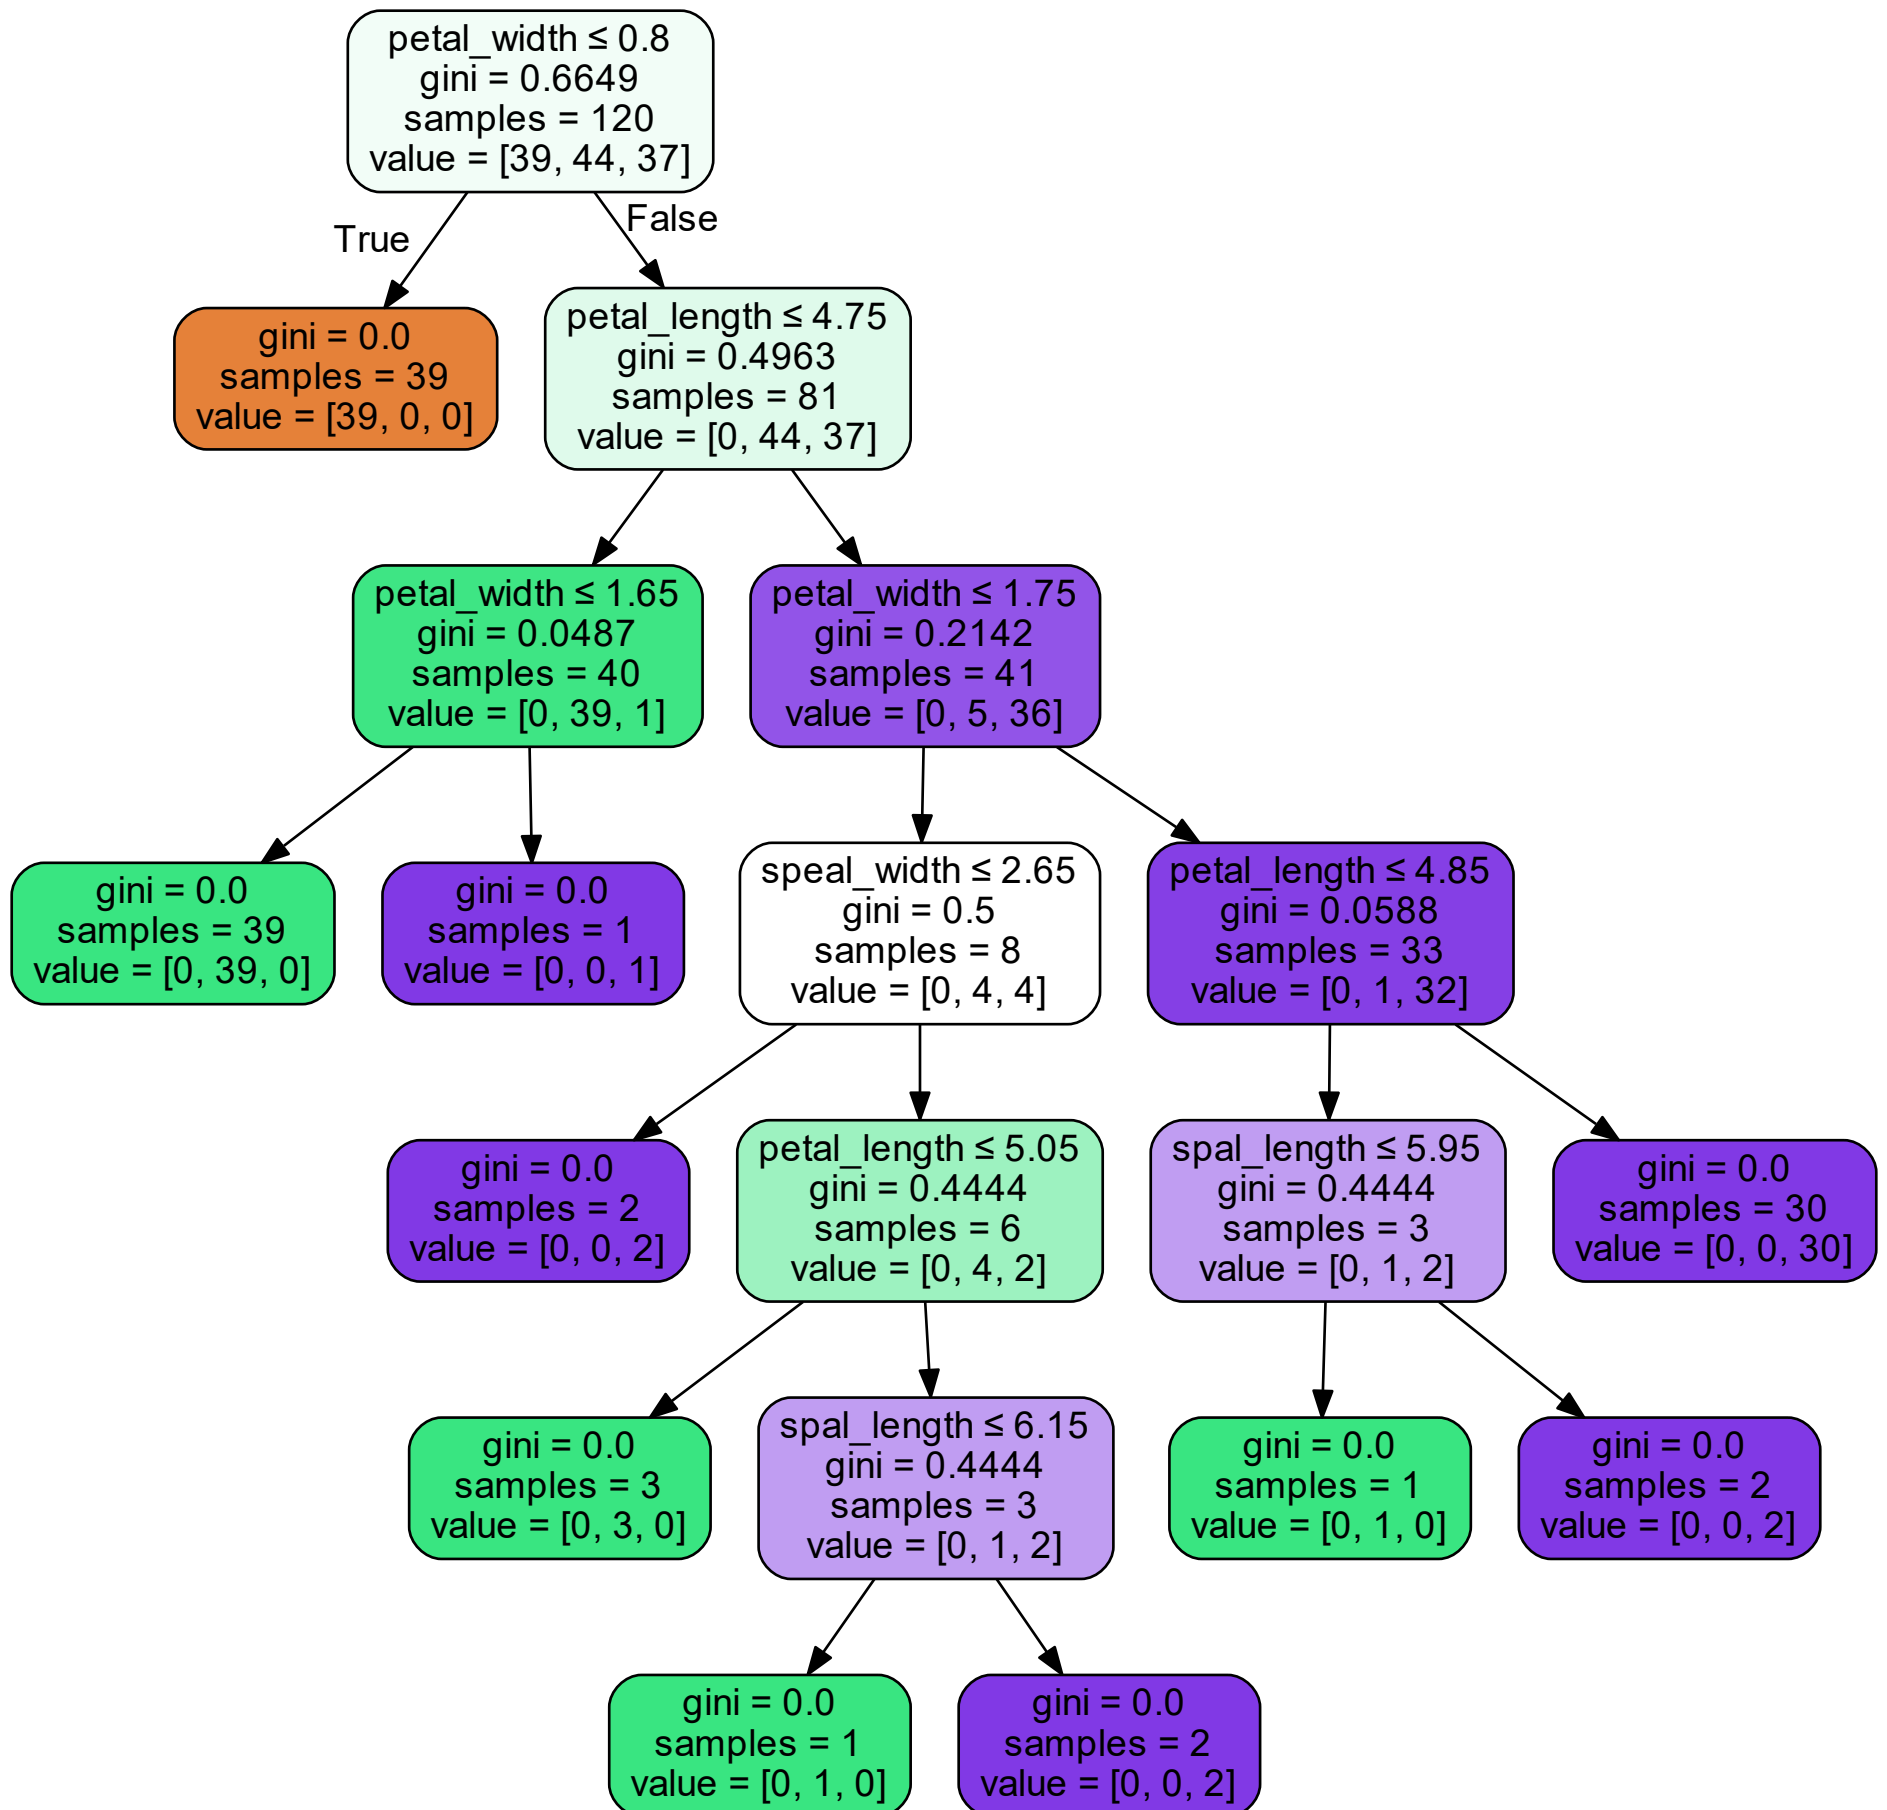 petal_width ≤ 0.8
gini = 0.6649
samples = 120
value = [39, 44, 37]
True
False
gini = 0.0
samples = 39
value = [39, 0, 0]
petal_length ≤ 4.75
gini = 0.4963
samples = 81
value = [0, 44, 37]
petal_width ≤ 1.65
gini = 0.0487
samples = 40
value = [0, 39, 1]
petal_width ≤ 1.75
gini = 0.2142
samples = 41
value = [0, 5, 36]
gini = 0.0
samples = 39
value = [0, 39, 0]
gini = 0.0
samples = 1
value = [0, 0, 1]
speal_width ≤ 2.65
gini = 0.5
samples = 8
value = [0, 4, 4]
petal_length ≤ 4.85
gini = 0.0588
samples = 33
value = [0, 1, 32]
gini = 0.0
samples = 2
value = [0, 0, 2]
petal_length ≤ 5.05
gini = 0.4444
samples = 6
value = [0, 4, 2]
spal_length ≤ 5.95
gini = 0.4444
samples = 3
value = [0, 1, 2]
gini = 0.0
samples = 30
value = [0, 0, 30]
gini = 0.0
samples = 3
value = [0, 3, 0]
spal_length ≤ 6.15
gini = 0.4444
samples = 3
value = [0, 1, 2]
gini = 0.0
samples = 1
value = [0, 1, 0]
gini = 0.0
samples = 2
value = [0, 0, 2]
gini = 0.0
samples = 1
value = [0, 1, 0]
gini = 0.0
samples = 2
value = [0, 0, 2]